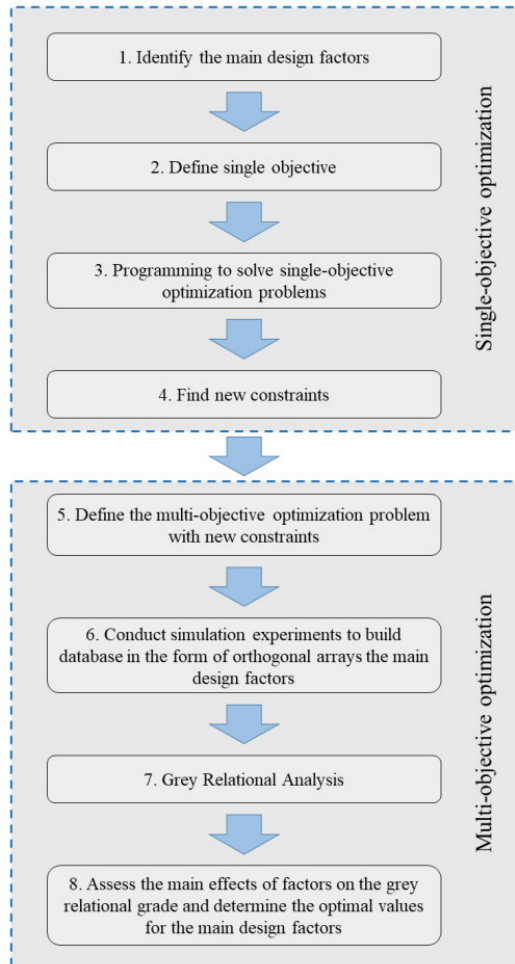 1. Identify the main design factors
2. Define single objective
3. Programming to solve single-objective
optimization problems
4. Find new constraints
Single-objective optimization
5. Define the multi-objective optimization problem
with new constraints
6. Conduct simulation experiments to build
database in the form of orthogonal arrays the main
design factors
7. Grey Relational Analysis
8. Assess the main effects of factors on the grey
relational grade and determine the optimal values
for the main design factors
Multi-objective optimization